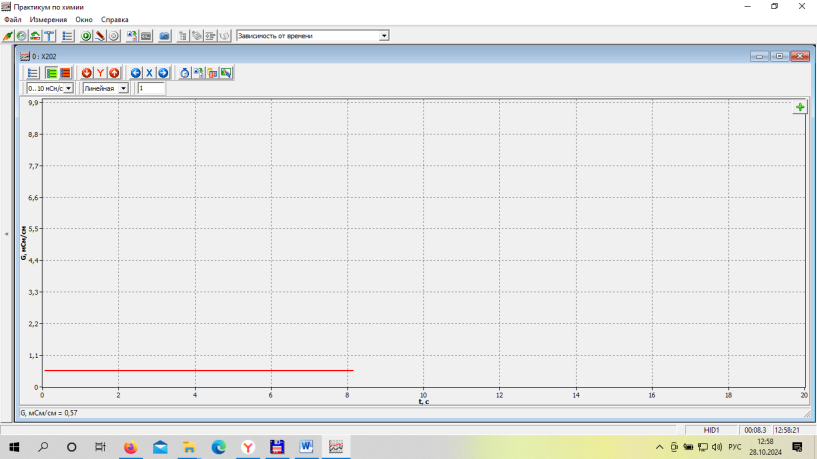 Практикум по химии
Файл Измерения Окно Справка
Зависимость от времени
0 : X202
Y X
0...10 мСм/с Линейная 1
9,9
8,8
7,7
6,6
5,5
4,4
3,3
2,2
1,1
0
G, мСм/см
0 2 4 6 8 10 12 14 16 18 20
t, с
G, мСм/см = 0,57
HID1 00:08.3 12:58:21
РУС
12:58
28.10.2024